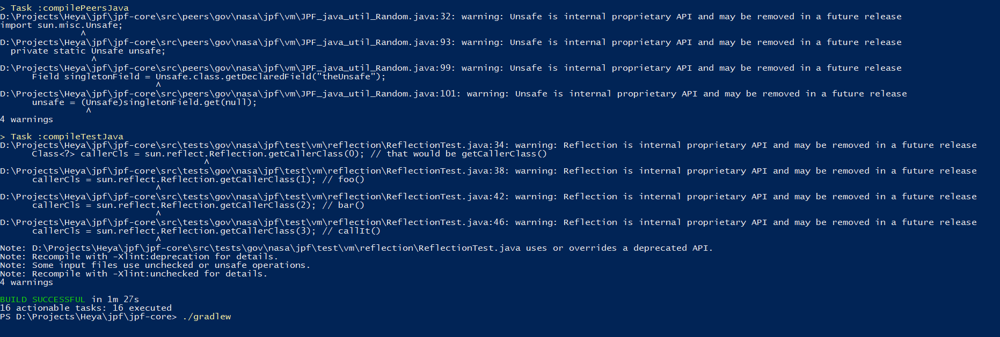 > Task :compilePeersJava
D:\Projects\Heya\jpf\jpf-core\src\peers\gov\nasa\jpf\vm\JPF_java_util_Random.java:32: warning: Unsafe is internal proprietary API and may be removed in a future release
import sun.misc.Unsafe;
^
D:\Projects\Heya\jpf\jpf-core\src\peers\gov\nasa\jpf\vm\JPF_java_util_Random.java:93: warning: Unsafe is internal proprietary API and may be removed in a future release
private static Unsafe unsafe;
^
D:\Projects\Heya\jpf\jpf-core\src\peers\gov\nasa\jpf\vm\JPF_java_util_Random.java:99: warning: Unsafe is internal proprietary API and may be removed in a future release
Field singletonField = Unsafe.class.getDeclaredField("theUnsafe");
^
D:\Projects\Heya\jpf\jpf-core\src\peers\gov\nasa\jpf\vm\JPF_java_util_Random.java:101: warning: Unsafe is internal proprietary API and may be removed in a future release
unsafe = (Unsafe)singletonField.get(null);
^
4 warnings
> Task :compileTestJava
D:\Projects\Heya\jpf\jpf-core\src\tests\gov\nasa\jpf\test\vm\reflection\ReflectionTest.java:34: warning: Reflection is internal proprietary API and may be removed in a future release
Class<?> callerCls = sun.reflect.Reflection.getCallerClass(0); // that would be getCallerClass()
^
D:\Projects\Heya\jpf\jpf-core\src\tests\gov\nasa\jpf\test\vm\reflection\ReflectionTest.java:38: warning: Reflection is internal proprietary API and may be removed in a future release
callerCls = sun.reflect.Reflection.getCallerClass(1); // foo()
^
D:\Projects\Heya\jpf\jpf-core\src\tests\gov\nasa\jpf\test\vm\reflection\ReflectionTest.java:42: warning: Reflection is internal proprietary API and may be removed in a future release
callerCls = sun.reflect.Reflection.getCallerClass(2); // bar()
^
D:\Projects\Heya\jpf\jpf-core\src\tests\gov\nasa\jpf\test\vm\reflection\ReflectionTest.java:46: warning: Reflection is internal proprietary API and may be removed in a future release
callerCls = sun.reflect.Reflection.getCallerClass(3); // callIt()
^
Note: D:\Projects\Heya\jpf\jpf-core\src\tests\gov\nasa\jpf\test\vm\reflection\ReflectionTest.java uses or overrides a deprecated API.
Note: Recompile with -Xlint:deprecation for details.
Note: Some input files use unchecked or unsafe operations.
Note: Recompile with -Xlint:unchecked for details.
4 warnings
BUILD SUCCESSFUL in 1m 27s
16 actionable tasks: 16 executed
PS D:\Projects\Heya\jpf\jpf-core> ./gradlew